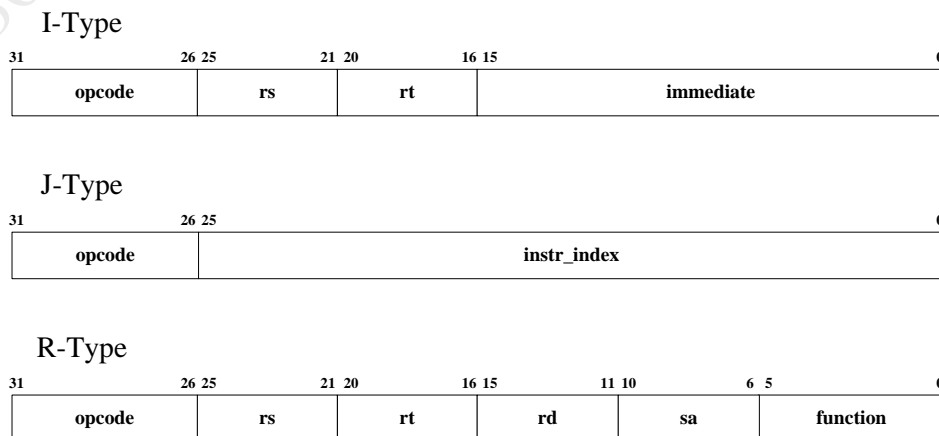 I-Type
31 26 25 21 20 16 15
opcode rs rt immediate
J-Type
31 26 25
opcode instr_index
R-Type
31 26 25 21 20 16 15 11 10 6 5
opcode rs rt rd sa function